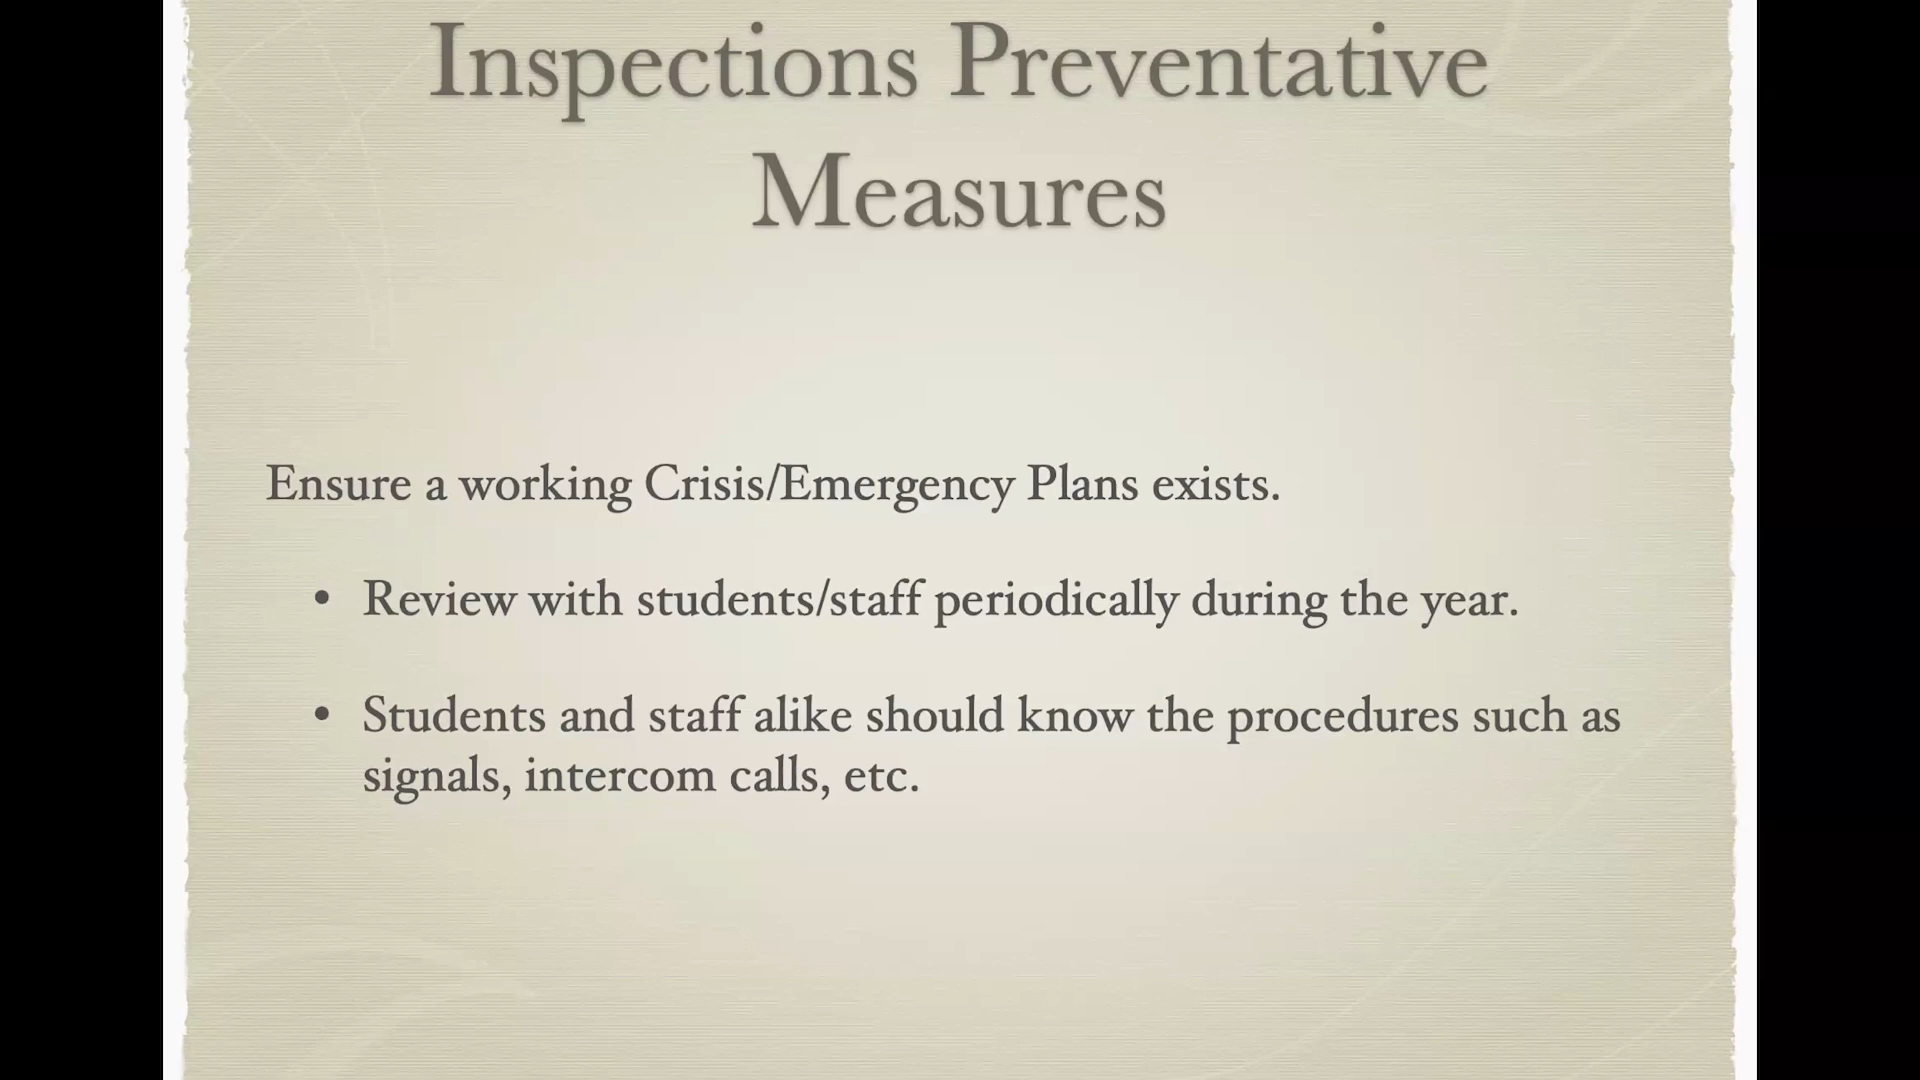 Inspections Preventative
Measures
Ensure a working Crisis/Emergency Plans exists.
• Review with students/staff periodically during the year.
• Students and staff alike should know the procedures such as
signals, intercom calls, etc.